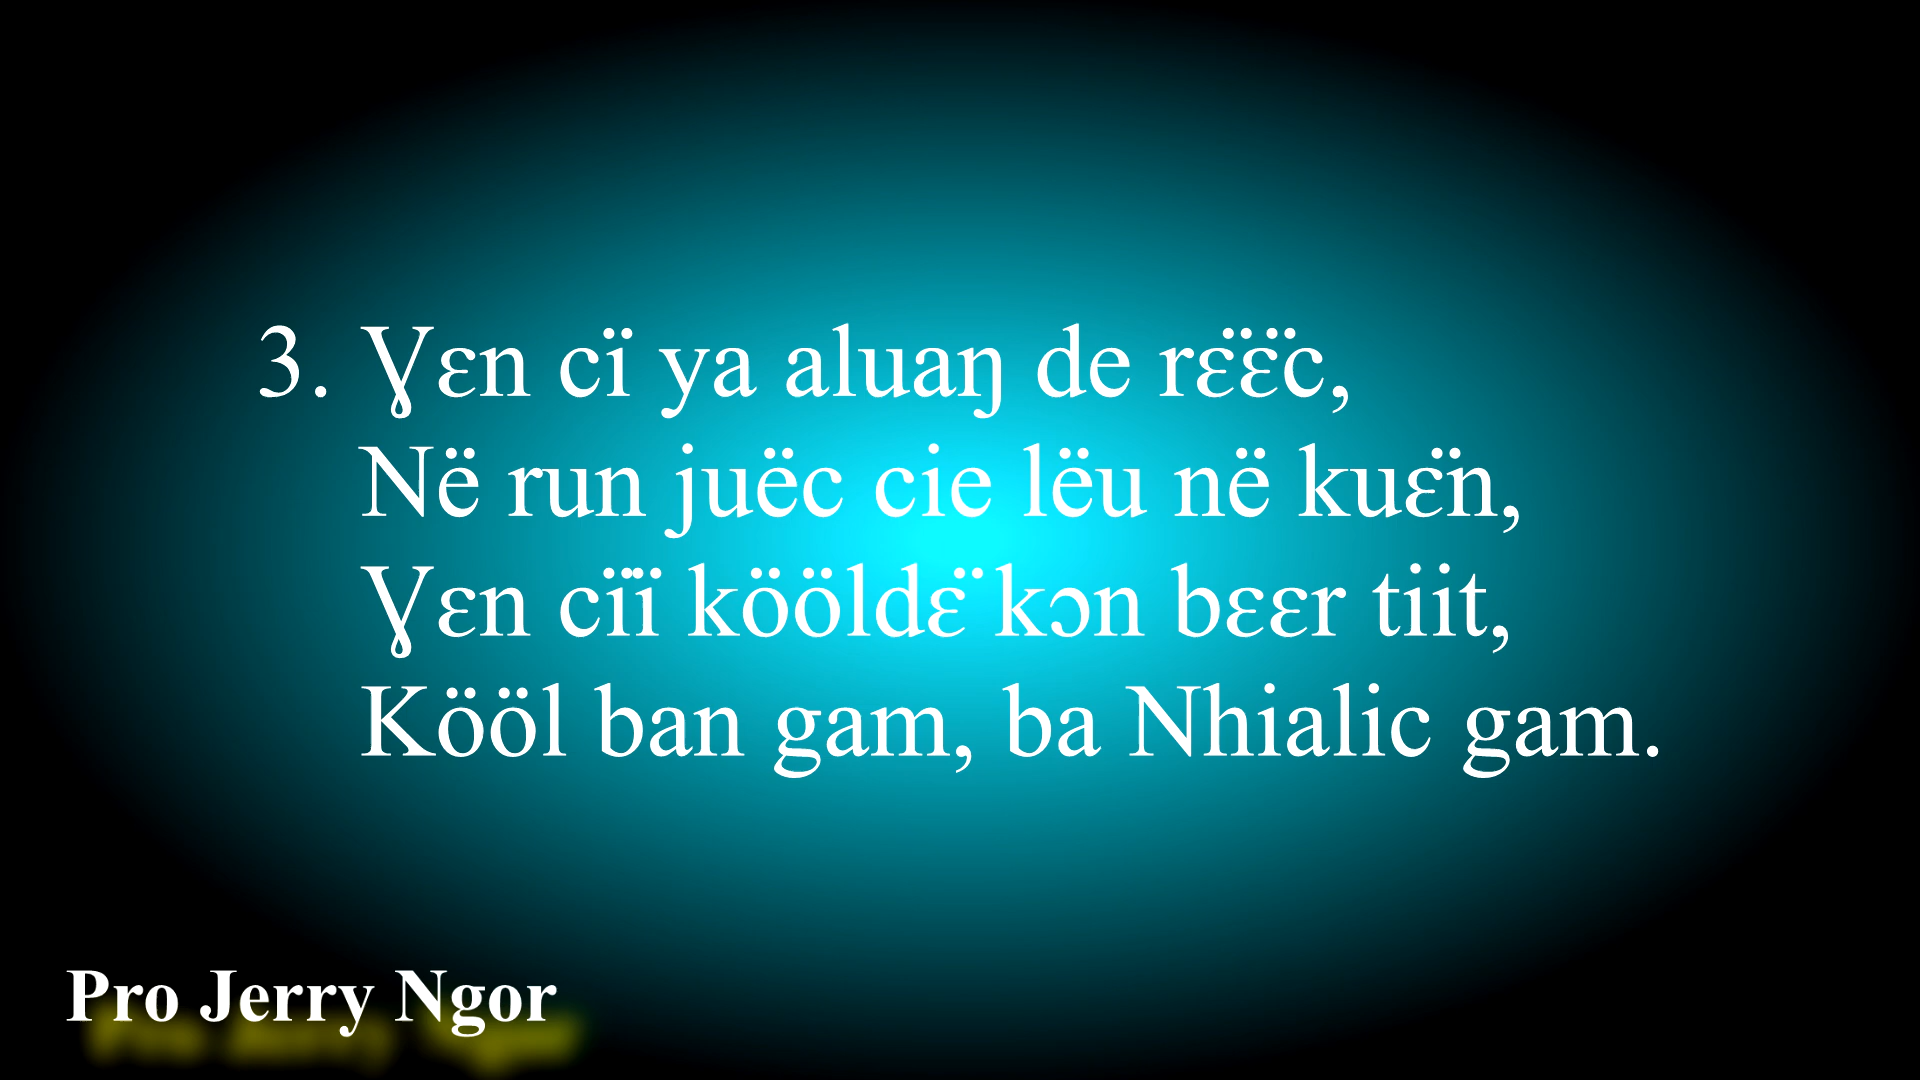 3. Ɣɛn cï ya aluaŋ de rɛ̈ɛ̈c,
Në run juëc cie lëu në kuɛ̈n,
Ɣɛn cïï kööldɛ̈ kɔn bɛɛr tiit,
Kööl ban gam, ba Nhialic gam.
Pro Jerry Ngor